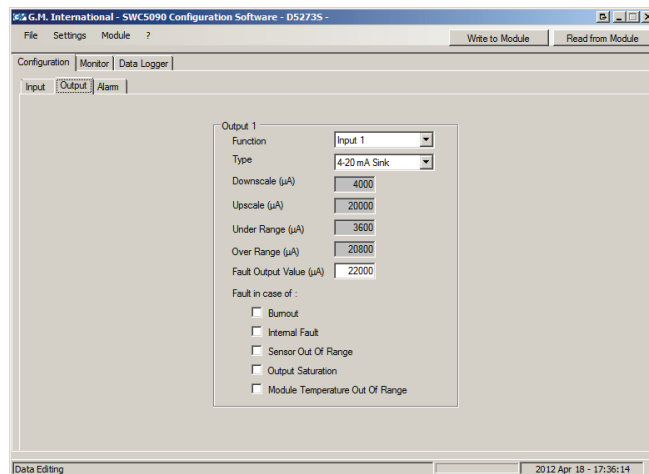 G.M. International - SWC5090 Configuration Software - D5273S -
File Settings Module ? Write to Module Read from Module
Configuration Monitor Data Logger
Input Output Alarm
Output 1
Function Input 1
Type 4-20 mA Sink
Downscale (µA) 4000
Upscale (µA) 20000
Under Range (µA) 3600
Over Range (µA) 20800
Fault Output Value (µA) 22000
Fault in case of :
Burnout
Internal Fault
Sensor Out Of Range
Output Saturation
Module Temperature Out Of Range
Data Editing 2012 Apr 18 - 17:36:14